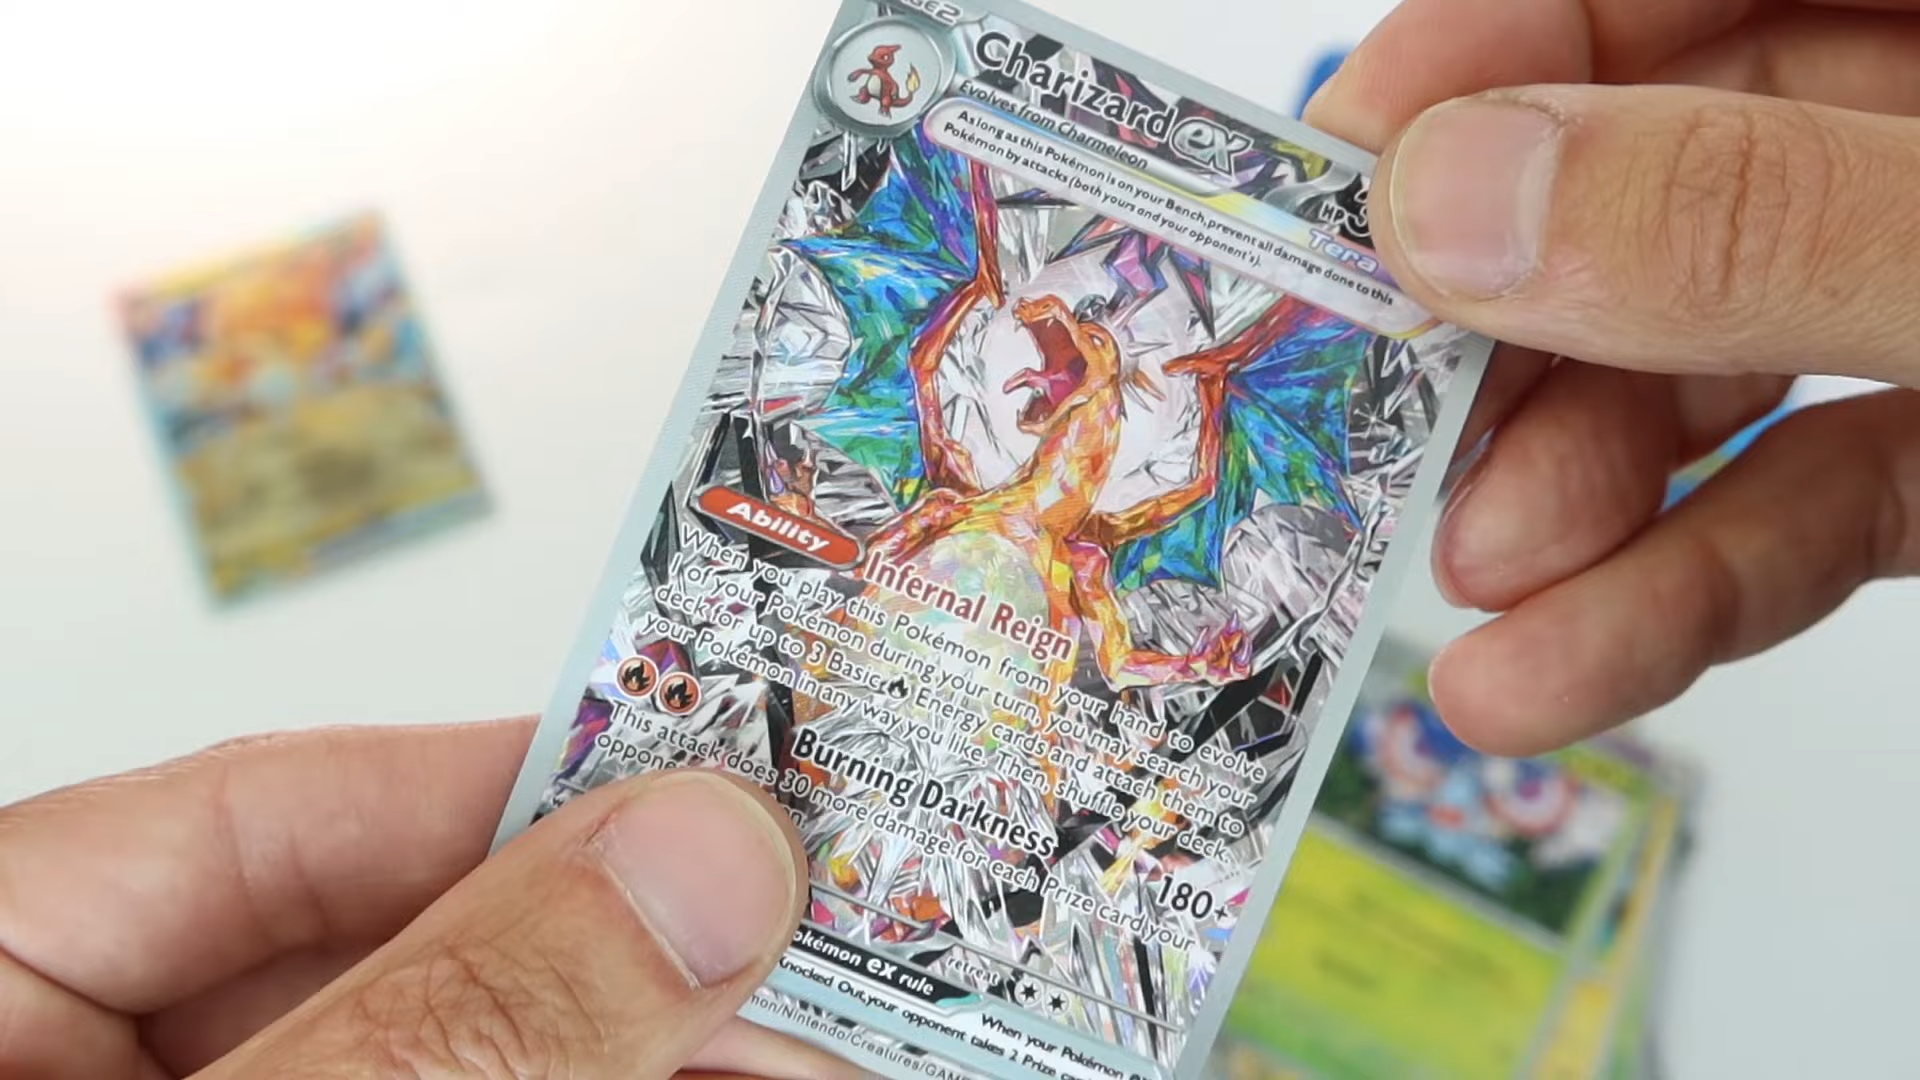 Charizard ex
Evolves from Charmeleon
HP
Tera
As long as this Pokémon is on your Bench, prevent all damage done to this
Pokémon by attacks (both yours and your opponent's).
Ability Infernal Reign
When you play this Pokémon from your hand to evolve
1 of your Pokémon during your turn, you may search your
deck for up to 3 Basic Energy cards and attach them to
your Pokémon in any way you like. Then, shuffle your deck.
Burning Darkness 180+
This attack does 30 more damage for each Prize card your
retreat
ex rule
When your Pokémon
Knocked Out, your opponent takes 2 Prize
/Nintendo/Creatures/